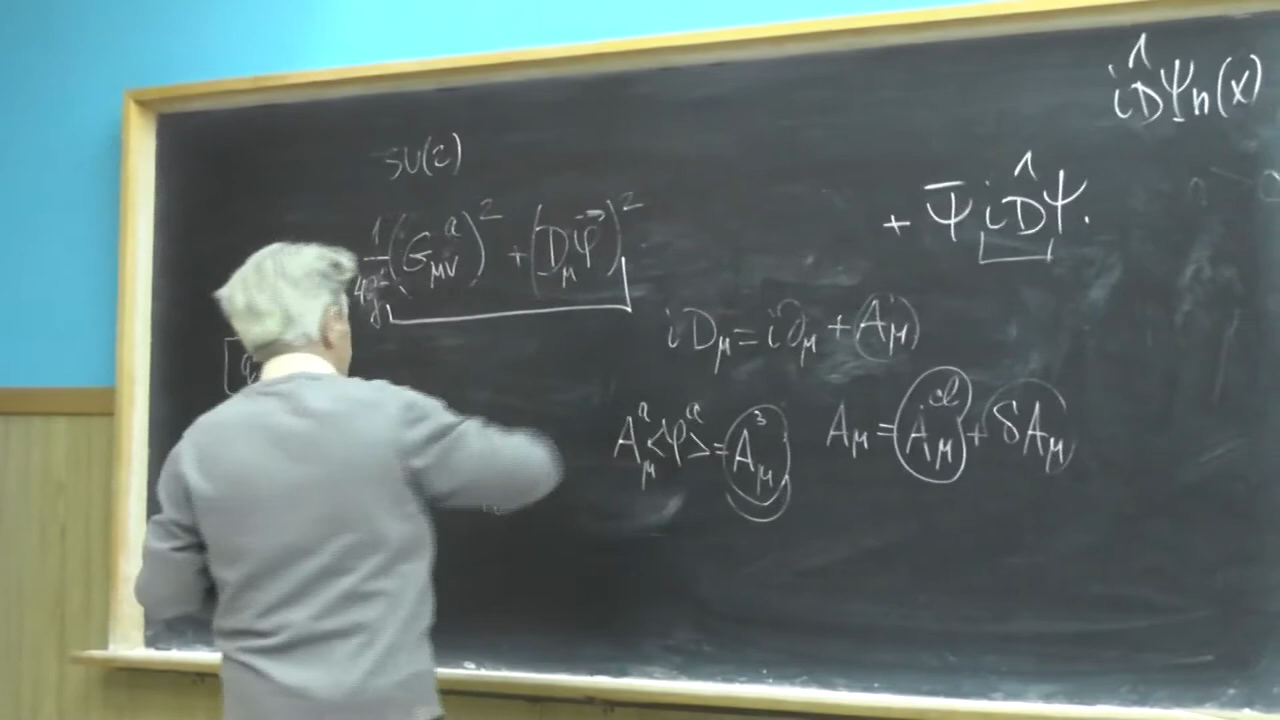 iD̂Ψn(x)
SU(2)
1/4g² (G^a_μν)² + (D_μ φ⃗)²
+ Ψ̄ iD̂Ψ.
iD_μ = i∂_μ + A_μ
A^a_μ <φ^a> = A^3_μ
A_μ = A^cl_μ + δA_μ